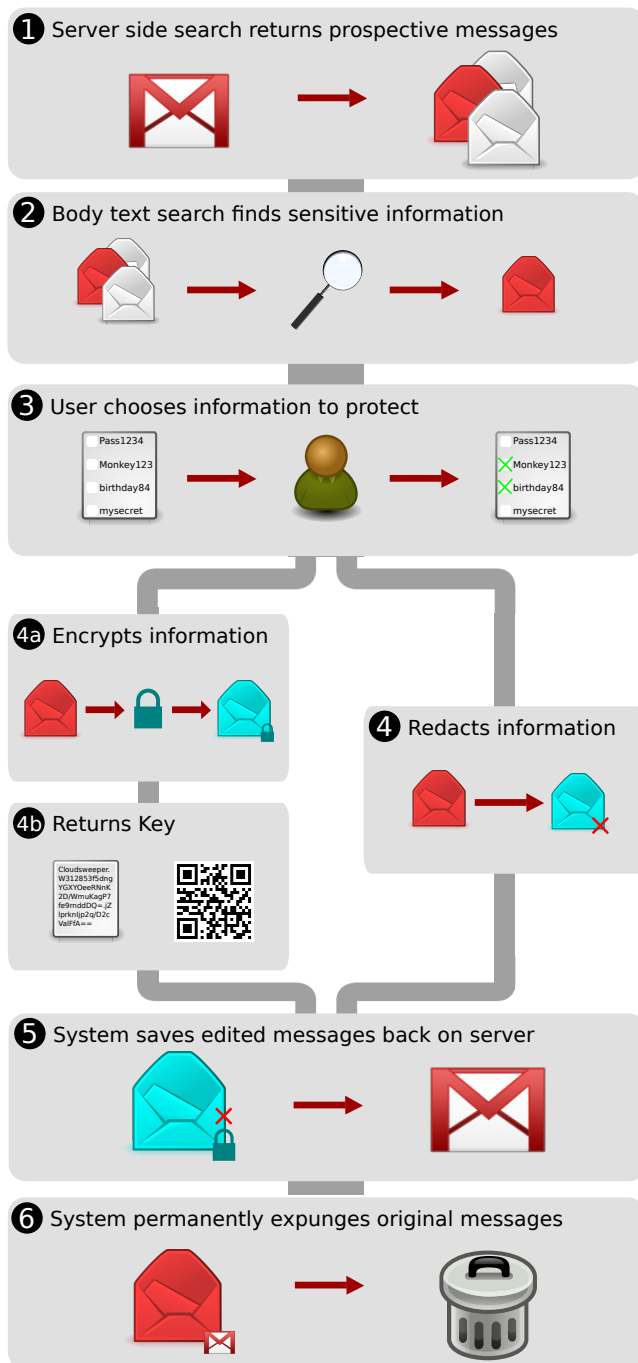 1 Server side search returns prospective messages
2 Body text search finds sensitive information
3 User chooses information to protect
Pass1234
Monkey123
birthday84
mysecret
Pass1234
Monkey123
birthday84
mysecret
4a Encrypts information
4 Redacts information
4b Returns Key
Cloudsweeper.
W312853f5dng
YGXYOeeRNnK
2D/WmuKagP7
fe9mddDQ=.jZ
lprknljp2q/D2c
ValFfA==
5 System saves edited messages back on server
6 System permanently expunges original messages